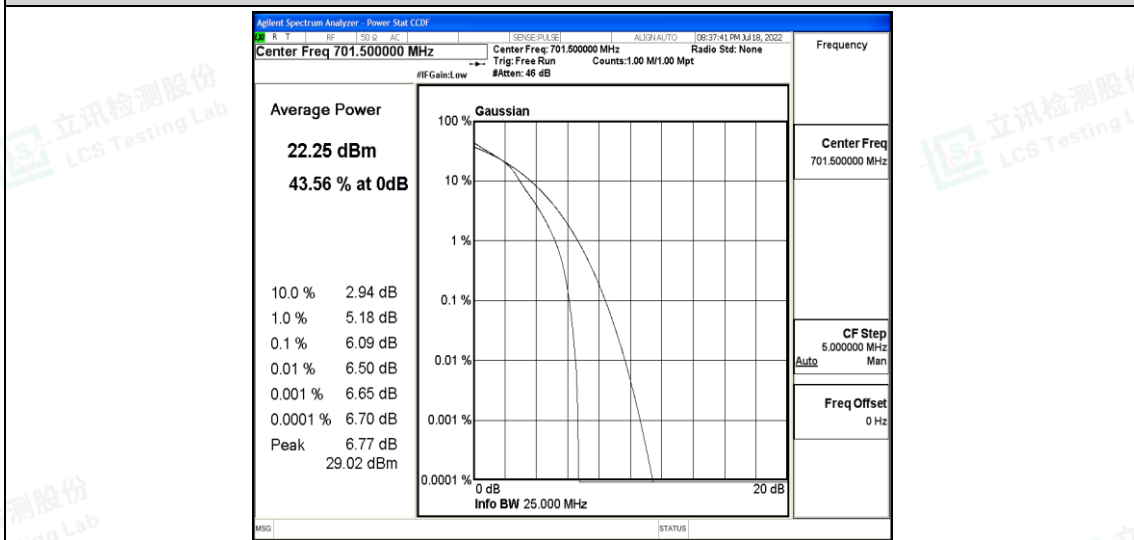 Agilent Spectrum Analyzer - Power Stat CCDF
LXI R T RF 50 Ω AC SENSE:PULSE ALIGN AUTO 08:37:41 PM Jul 18, 2022
Center Freq 701.500000 MHz
Center Freq: 701.500000 MHz Radio Std: None
Trig: Free Run Counts:1.00 M/1.00 Mpt
#IFGain:Low #Atten: 46 dB
Frequency
Average Power
22.25 dBm
43.56 % at 0dB
10.0 % 2.94 dB
1.0 % 5.18 dB
0.1 % 6.09 dB
0.01 % 6.50 dB
0.001 % 6.65 dB
0.0001 % 6.70 dB
Peak 6.77 dB
29.02 dBm
Gaussian
100 %
10 %
1 %
0.1 %
0.01 %
0.001 %
0.0001 %
0 dB 20 dB
Info BW 25.000 MHz
Center Freq
701.500000 MHz
CF Step
5.000000 MHz
Auto Man
Freq Offset
0 Hz
MSG STATUS
立讯检测股份
LCS Testing Lab
立讯检测股份
LCS Testing L
测股份
ng Lab